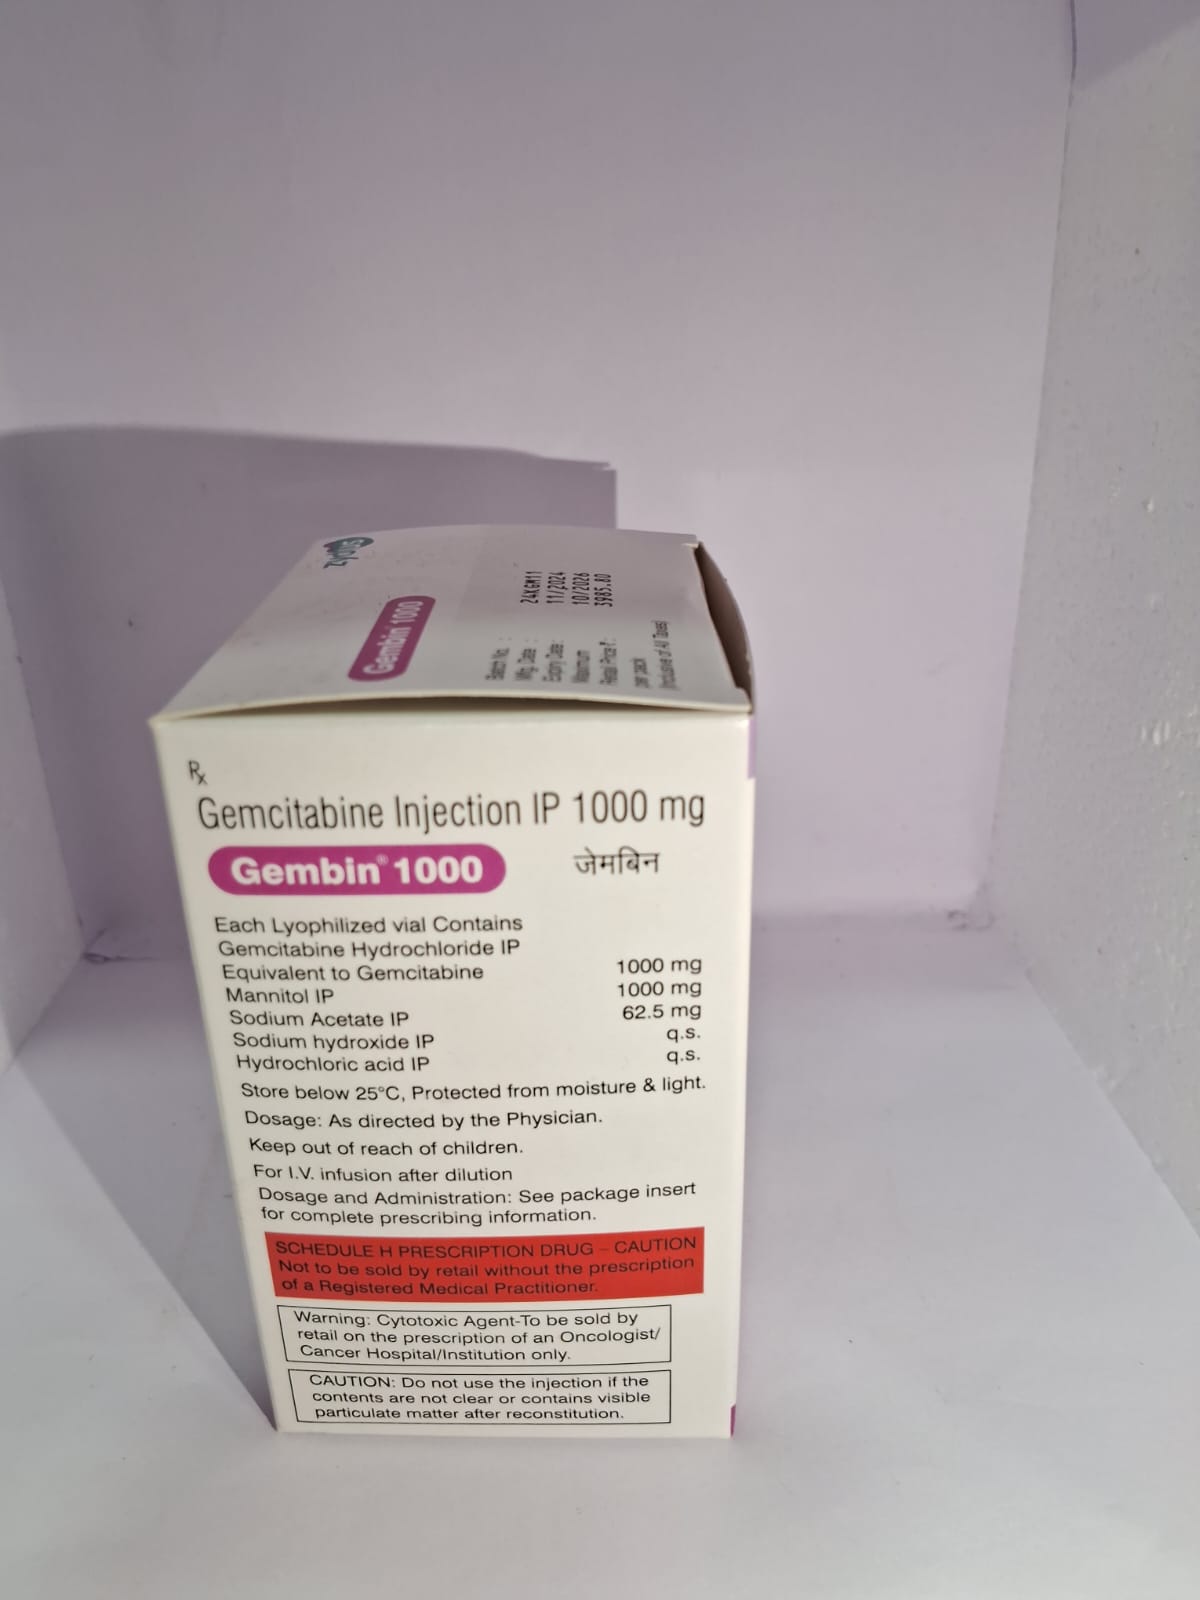 zydus
Gembin 1000
Batch No. : 24XGM11
Mfg. Date : 11/2024
Expiry Date: 10/2026
Maximum
Retail Price ₹: 3985.80
per pack
(Inclusive of All Taxes)
Rx
Gemcitabine Injection IP 1000 mg
Gembin® 1000 जेमबिन
Each Lyophilized vial Contains
Gemcitabine Hydrochloride IP
Equivalent to Gemcitabine 1000 mg
Mannitol IP 1000 mg
Sodium Acetate IP 62.5 mg
Sodium hydroxide IP q.s.
Hydrochloric acid IP q.s.
Store below 25°C, Protected from moisture & light.
Dosage: As directed by the Physician.
Keep out of reach of children.
For I.V. infusion after dilution
Dosage and Administration: See package insert
for complete prescribing information.
SCHEDULE H PRESCRIPTION DRUG – CAUTION
Not to be sold by retail without the prescription
of a Registered Medical Practitioner.
Warning: Cytotoxic Agent-To be sold by
retail on the prescription of an Oncologist/
Cancer Hospital/Institution only.
CAUTION: Do not use the injection if the
contents are not clear or contains visible
particulate matter after reconstitution.